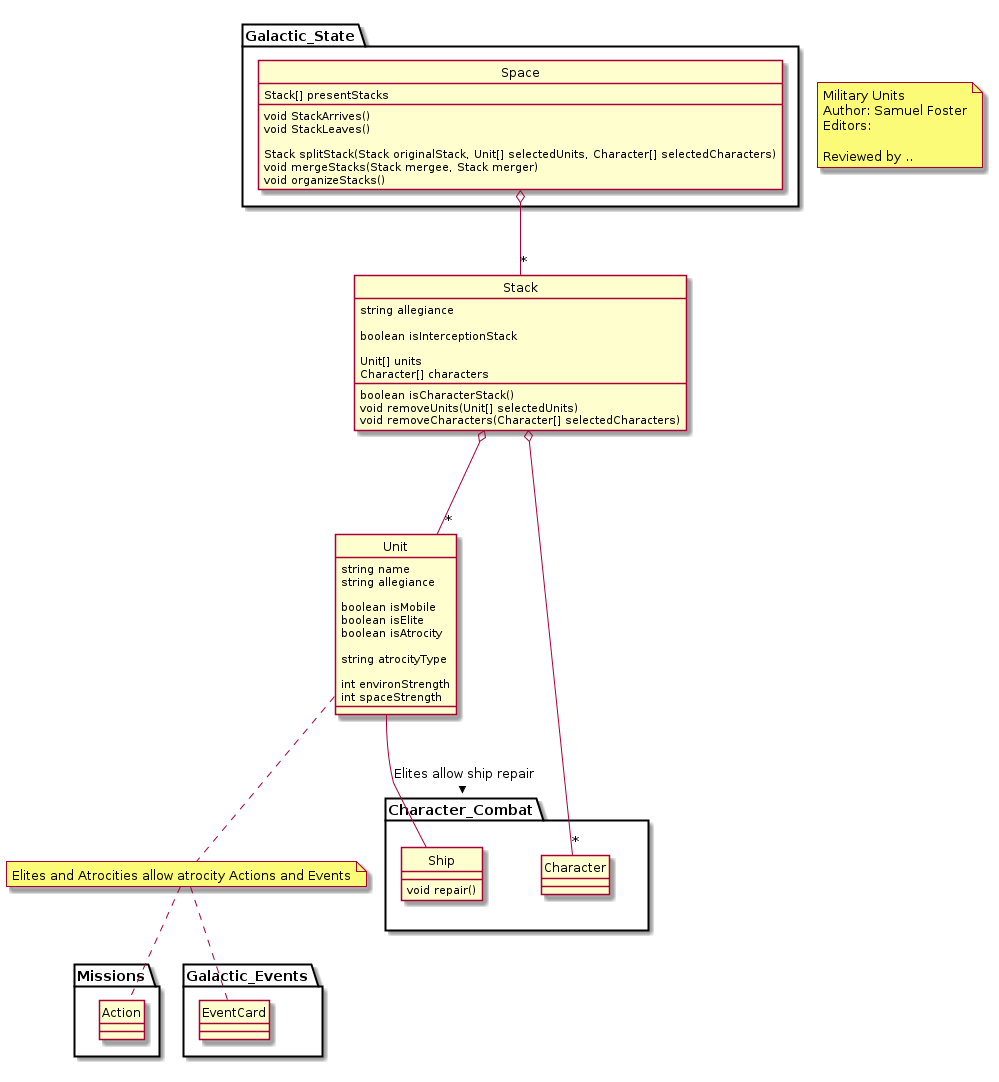 Galactic_State
Space
Stack[] presentStacks
void StackArrives()
void StackLeaves()
Stack splitStack(Stack originalStack, Unit[] selectedUnits, Character[] selectedCharacters)
void mergeStacks(Stack mergee, Stack merger)
void organizeStacks()
Military Units
Author: Samuel Foster
Editors:
Reviewed by ..
*
Stack
string allegiance
boolean isInterceptionStack
Unit[] units
Character[] characters
boolean isCharacterStack()
void removeUnits(Unit[] selectedUnits)
void removeCharacters(Character[] selectedCharacters)
*
Unit
string name
string allegiance
boolean isMobile
boolean isElite
boolean isAtrocity
string atrocityType
int environStrength
int spaceStrength
Elites allow ship repair
Character_Combat
*
Ship
void repair()
Character
Elites and Atrocities allow atrocity Actions and Events
Missions
Action
Galactic_Events
EventCard